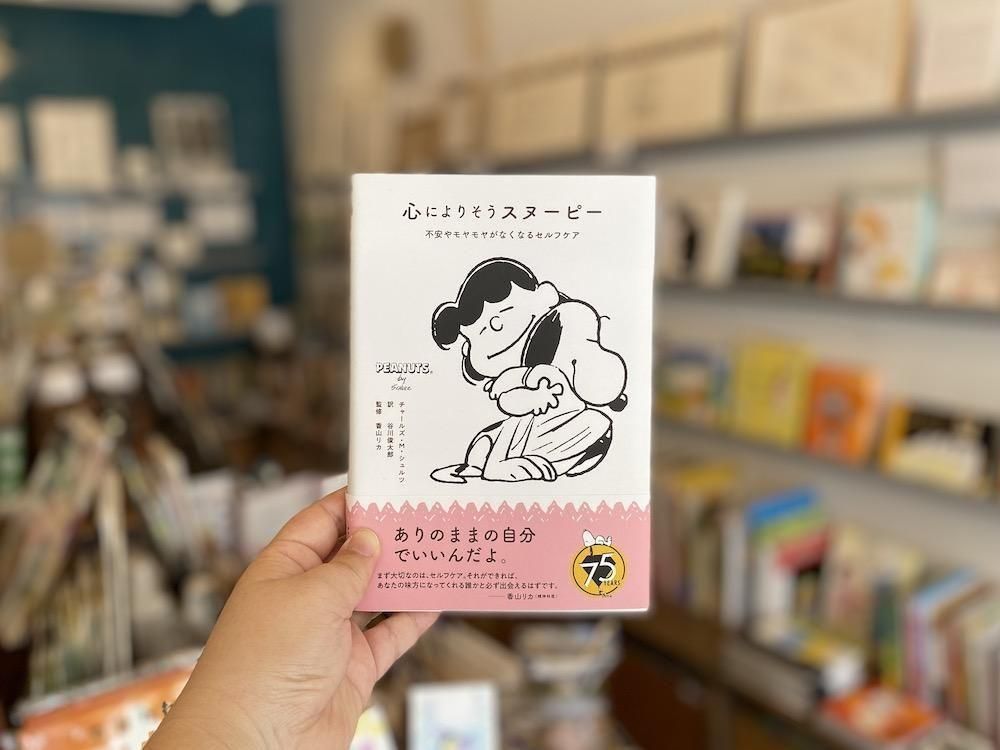 心によりそうスヌーピー
不安やモヤモヤがなくなるセルフケア
PEANUTS®
by
Schulz
チャールズ・M・シュルツ
訳 谷川俊太郎
監修 香山リカ
ありのままの自分
でいいんだよ。
まず大切なのは、セルフケア。それができれば、
あなたの味方になってくれる誰かと必ず出会えるはずです。
——香山リカ(精神科医)
75
YEARS